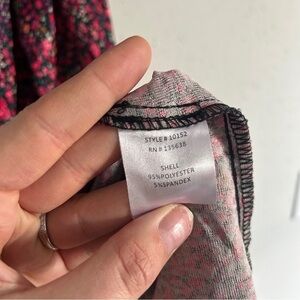 STYLE # 10152
RN # 135638
SHELL
95%POLYESTER
5%SPANDEX